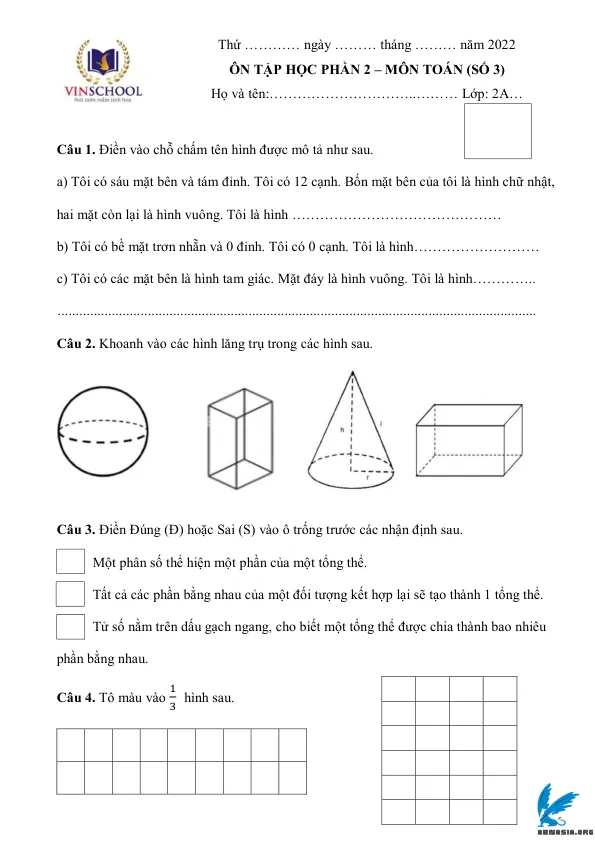 Thứ ………… ngày ……… tháng ……… năm 2022
VINSCHOOL
Nơi ươm mầm tinh hoa
ÔN TẬP HỌC PHẦN 2 – MÔN TOÁN (SỐ 3)
Họ và tên:…………………………..……… Lớp: 2A…
Câu 1. Điền vào chỗ chấm tên hình được mô tả như sau.
a) Tôi có sáu mặt bên và tám đỉnh. Tôi có 12 cạnh. Bốn mặt bên của tôi là hình chữ nhật,
hai mặt còn lại là hình vuông. Tôi là hình ………………………………………
b) Tôi có bề mặt trơn nhẵn và 0 đỉnh. Tôi có 0 cạnh. Tôi là hình………………………
c) Tôi có các mặt bên là hình tam giác. Mặt đáy là hình vuông. Tôi là hình…………..
....................................................................................................................................
Câu 2. Khoanh vào các hình lăng trụ trong các hình sau.
h l
r
Câu 3. Điền Đúng (Đ) hoặc Sai (S) vào ô trống trước các nhận định sau.
Một phân số thể hiện một phần của một tổng thể.
Tất cả các phần bằng nhau của một đối tượng kết hợp lại sẽ tạo thành 1 tổng thể.
Tử số nằm trên dấu gạch ngang, cho biết một tổng thể được chia thành bao nhiêu
phần bằng nhau.
Câu 4. Tô màu vào 1/3 hình sau.
ABNASIA.ORG